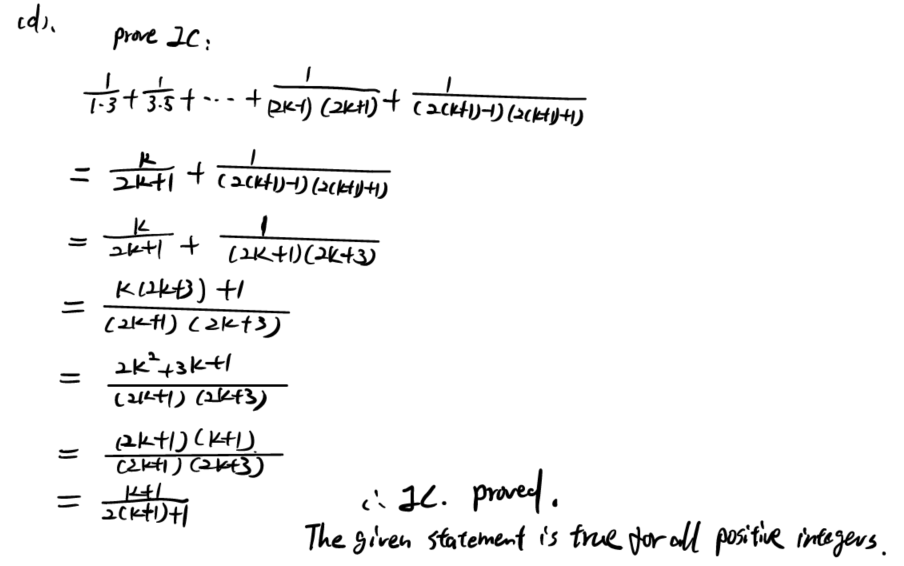 (d).
prove IC:
\frac{1}{1·3} + \frac{1}{3·5} + ··· + \frac{1}{(2k-1)(2k+1)} + \frac{1}{(2(k+1)-1)(2(k+1)+1)}
= \frac{k}{2k+1} + \frac{1}{(2(k+1)-1)(2(k+1)+1)}
= \frac{k}{2k+1} + \frac{1}{(2k+1)(2k+3)}
= \frac{k(2k+3)+1}{(2k+1)(2k+3)}
= \frac{2k^2+3k+1}{(2k+1)(2k+3)}
= \frac{(2k+1)(k+1)}{(2k+1)(2k+3)}
= \frac{k+1}{2(k+1)+1}
∴ IC. proved.
The given statement is true for all positive integers.